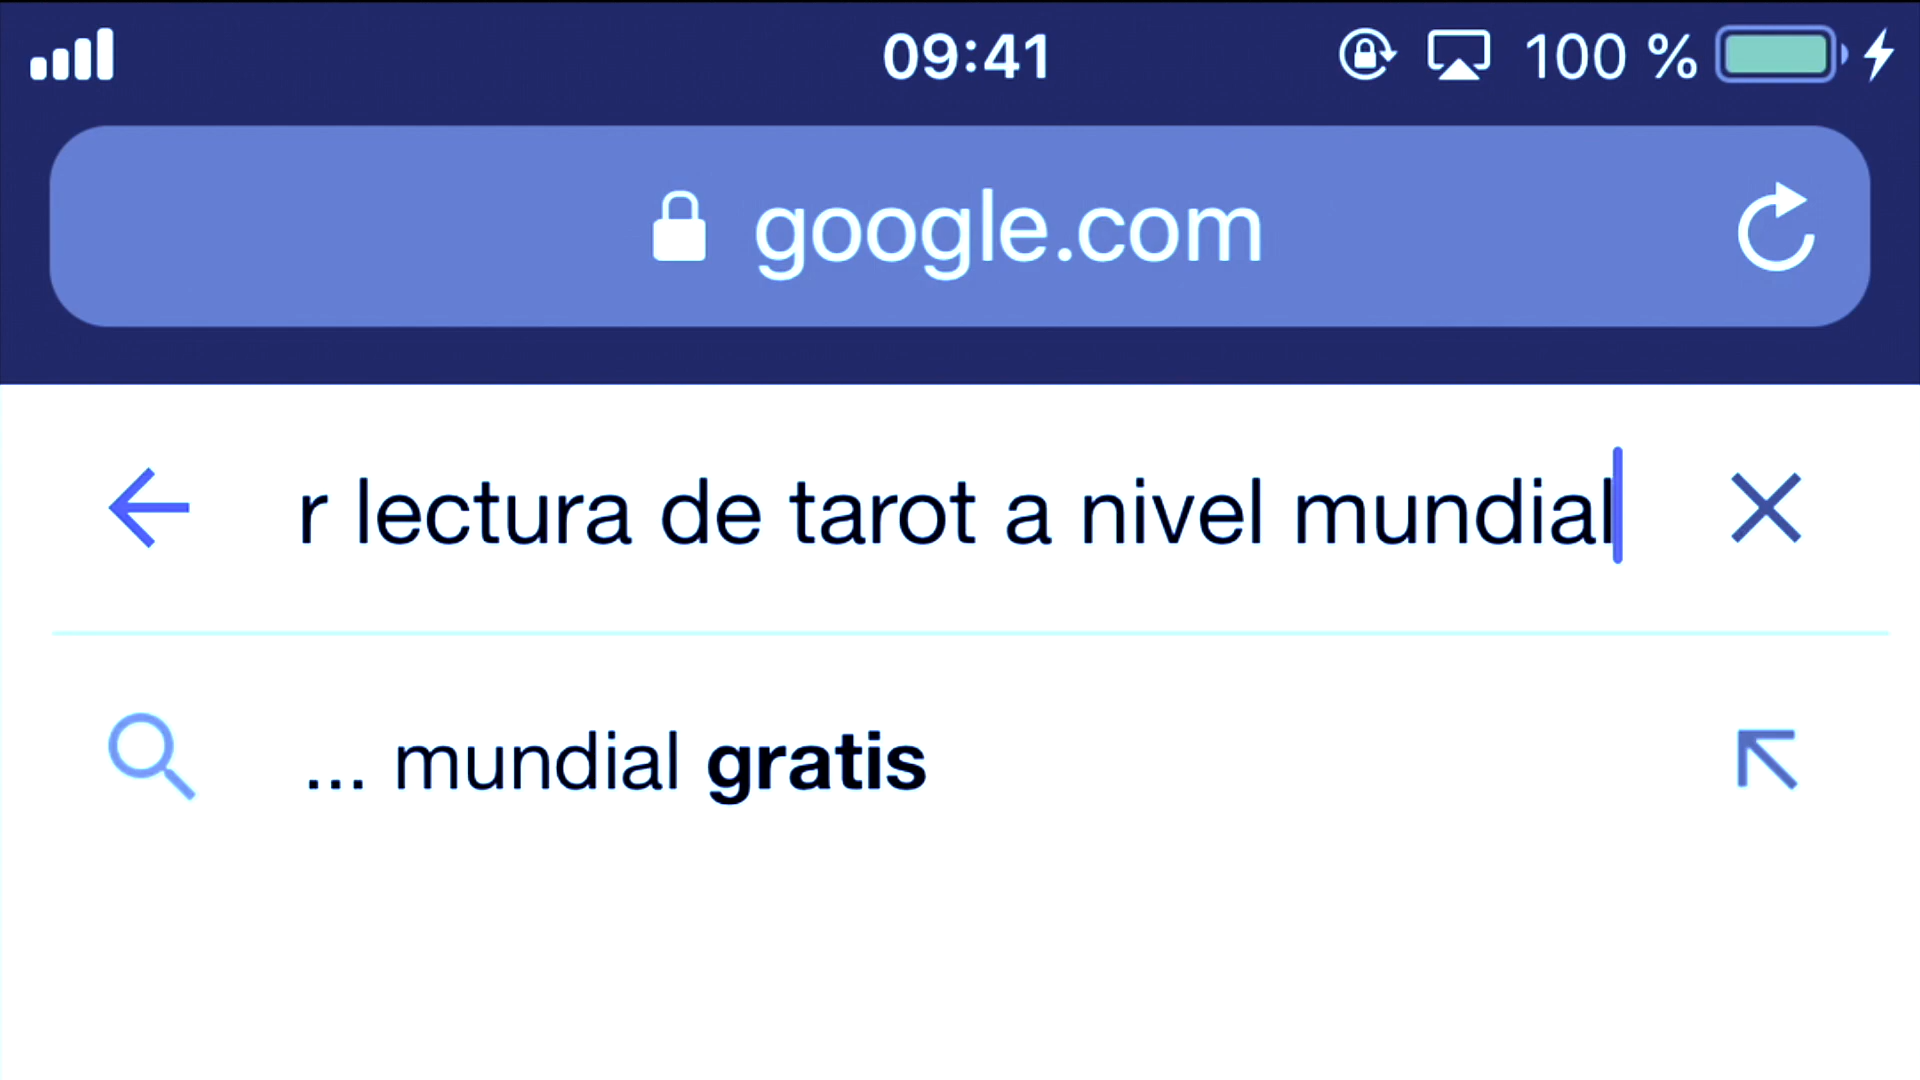 09:41
100 %
google.com
r lectura de tarot a nivel mundial
... mundial gratis